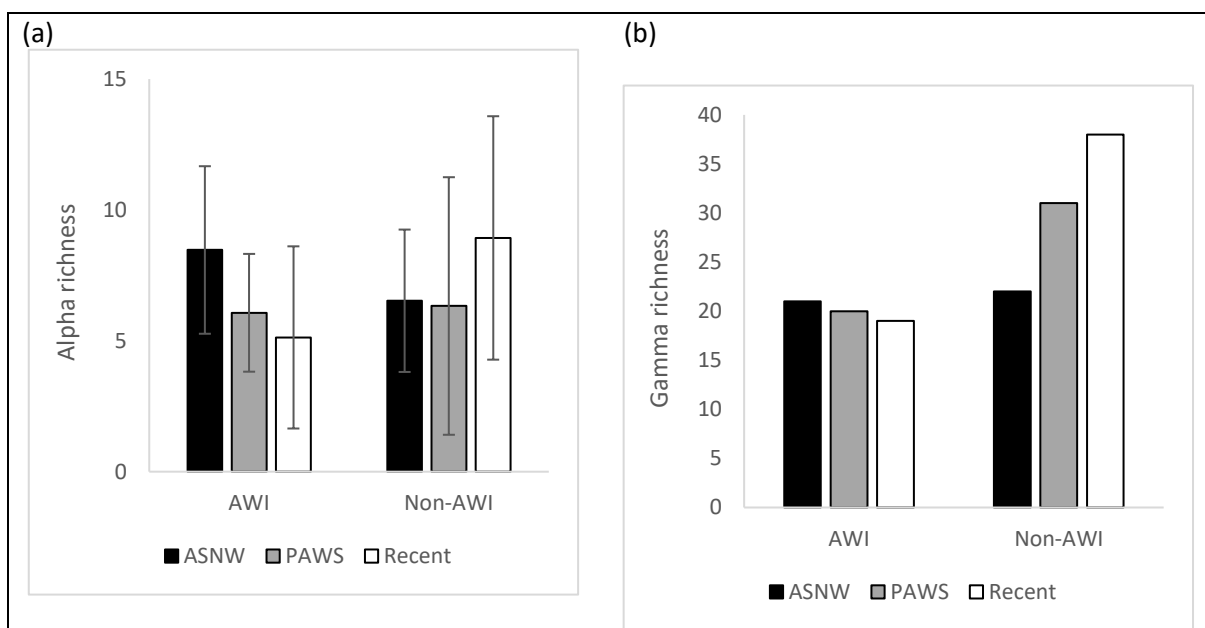 (a)
15
10
5
0
Alpha richness
AWI Non-AWI
ASNW PAWS Recent
(b)
40
35
30
25
20
15
10
5
0
Gamma richness
AWI Non-AWI
ASNW PAWS Recent